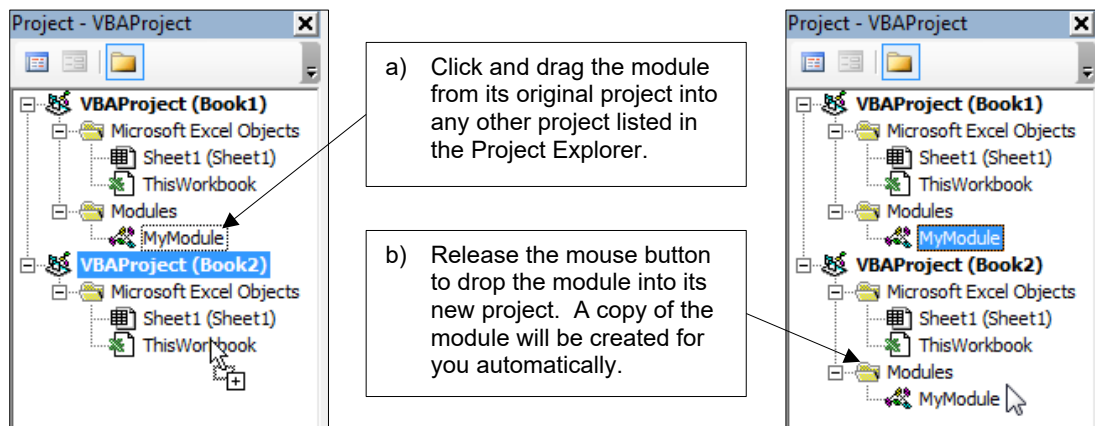 Project - VBAProject
VBAProject (Book1)
Microsoft Excel Objects
Sheet1 (Sheet1)
ThisWorkbook
Modules
MyModule
VBAProject (Book2)
Microsoft Excel Objects
Sheet1 (Sheet1)
ThisWorkbook
a) Click and drag the module
from its original project into
any other project listed in
the Project Explorer.
b) Release the mouse button
to drop the module into its
new project. A copy of the
module will be created for
you automatically.
Project - VBAProject
VBAProject (Book1)
Microsoft Excel Objects
Sheet1 (Sheet1)
ThisWorkbook
Modules
MyModule
VBAProject (Book2)
Microsoft Excel Objects
Sheet1 (Sheet1)
ThisWorkbook
Modules
MyModule